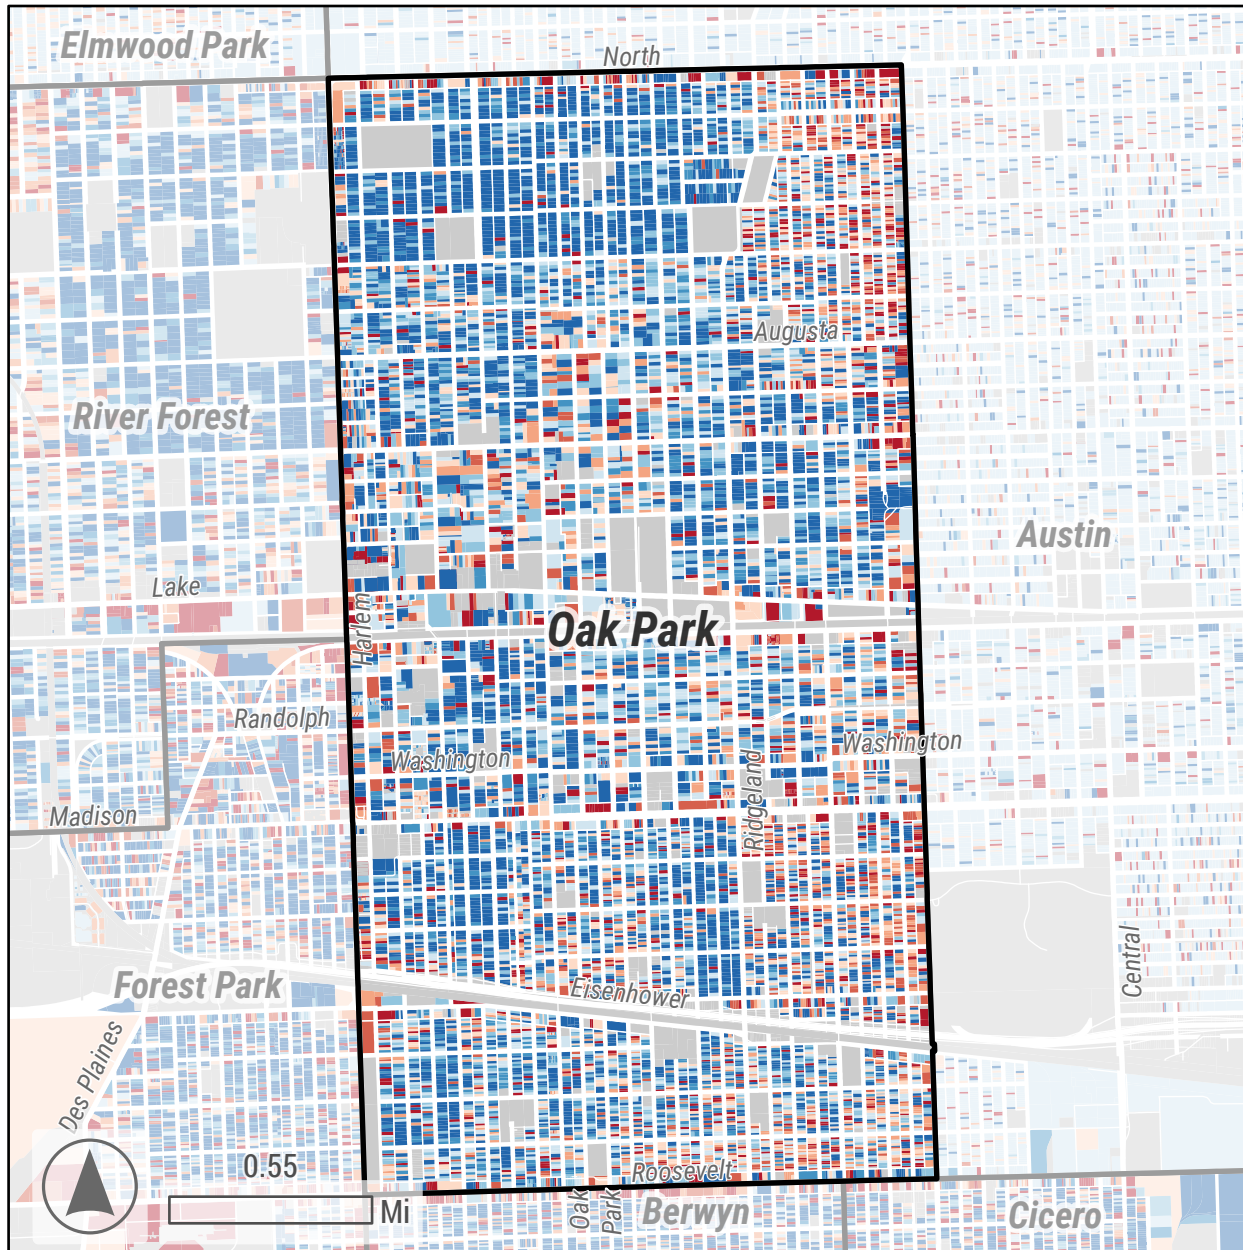 Elmwood Park
North
Augusta
River Forest
Austin
Lake
Harlem
Oak Park
Randolph
Washington
Washington
Ridgeland
Madison
Central
Forest Park
Eisenhower
Des Plaines
0.55
Mi
Roosevelt
Oak
Park
Berwyn
Cicero